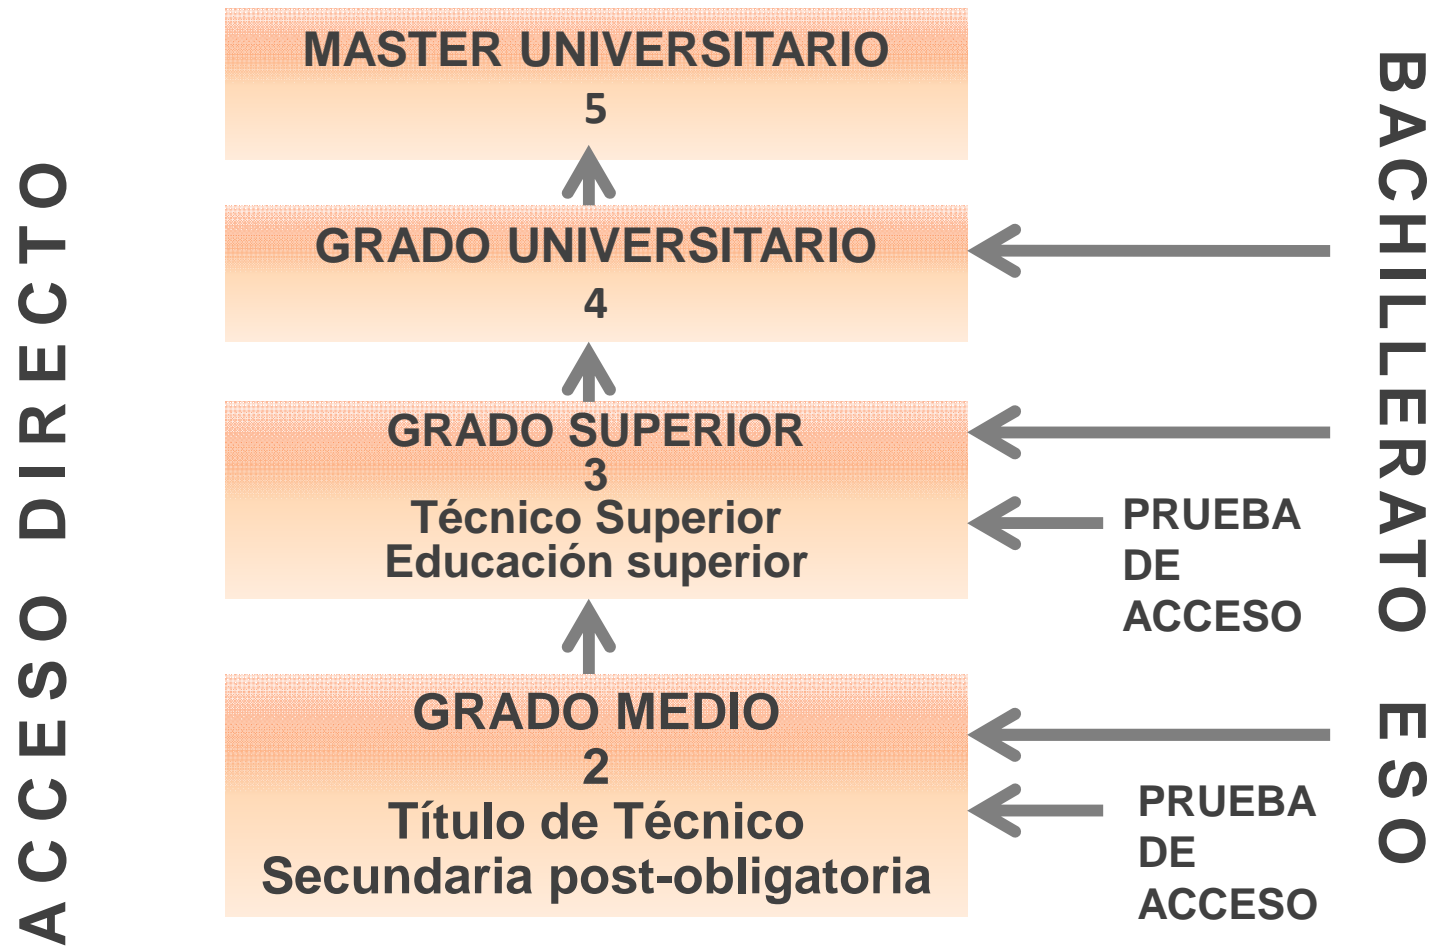 ACCESO DIRECTO
MASTER UNIVERSITARIO
5
GRADO UNIVERSITARIO
4
GRADO SUPERIOR
3
Técnico Superior
Educación superior
PRUEBA
DE
ACCESO
GRADO MEDIO
2
Título de Técnico
Secundaria post-obligatoria
PRUEBA
DE
ACCESO
BACHILLERATO
ESO